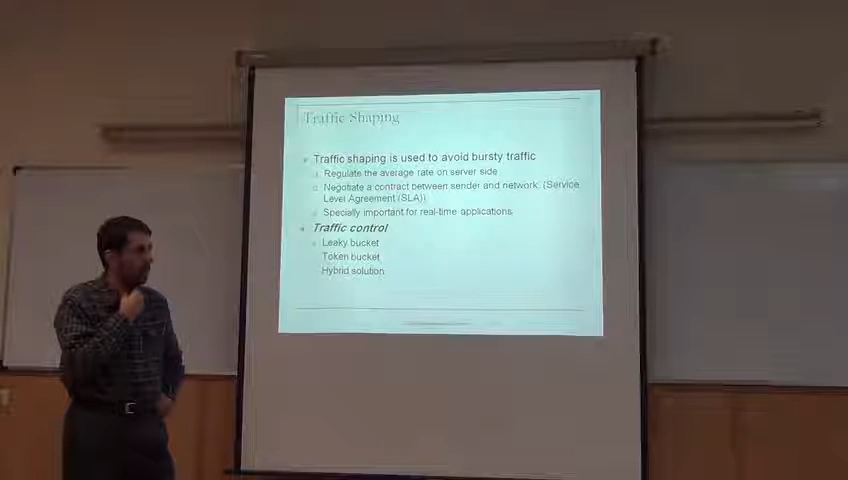 Traffic Shaping
Traffic shaping is used to avoid bursty traffic
Regulate the average rate on server side
Negotiate a contract between sender and network: (Service
Level Agreement (SLA))
Specially important for real-time applications
Traffic control
Leaky bucket
Token bucket
Hybrid solution